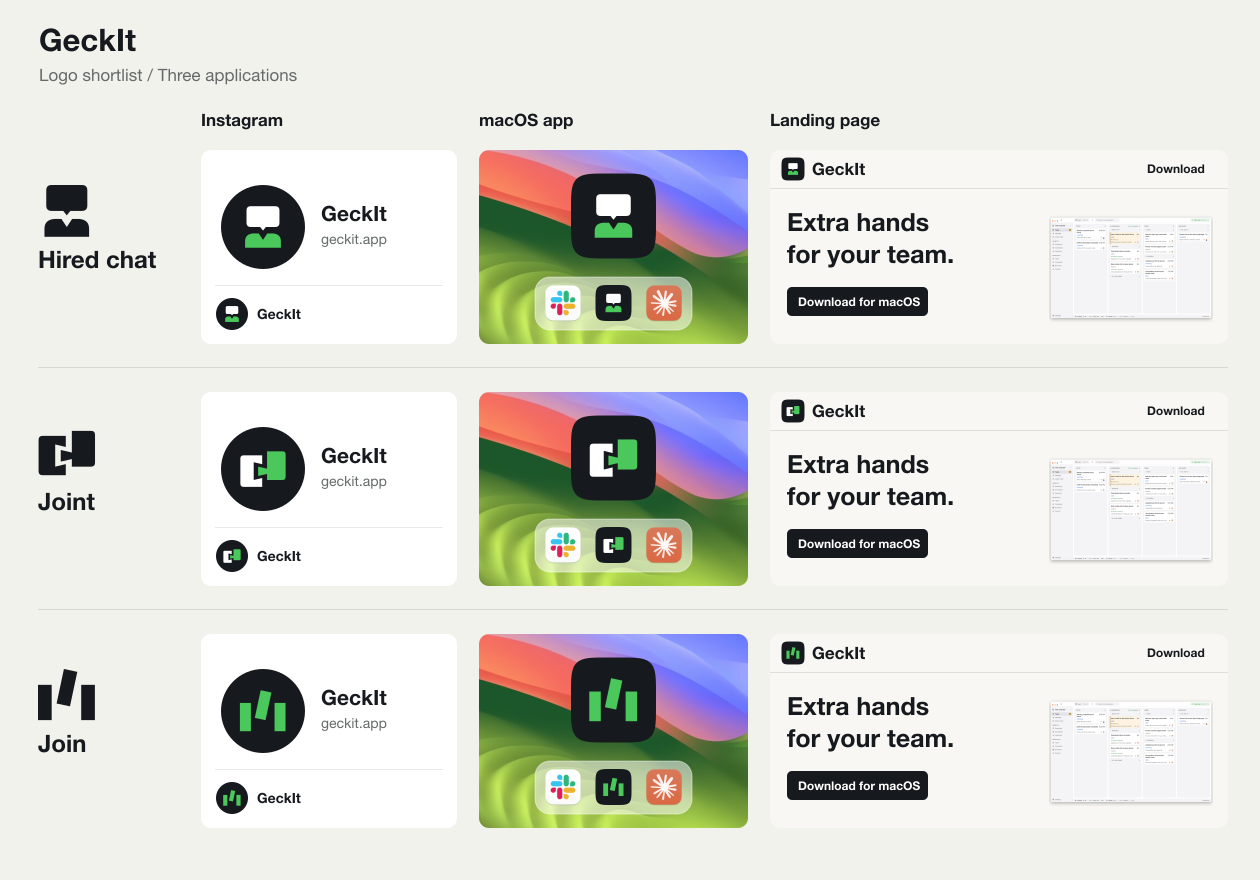 GeckIt
Logo shortlist / Three applications
Instagram
macOS app
Landing page
Hired chat
GeckIt
geckit.app
GeckIt
GeckIt
Download
Extra hands
for your team.
Download for macOS
Joint
GeckIt
geckit.app
GeckIt
GeckIt
Download
Extra hands
for your team.
Download for macOS
Join
GeckIt
geckit.app
GeckIt
GeckIt
Download
Extra hands
for your team.
Download for macOS